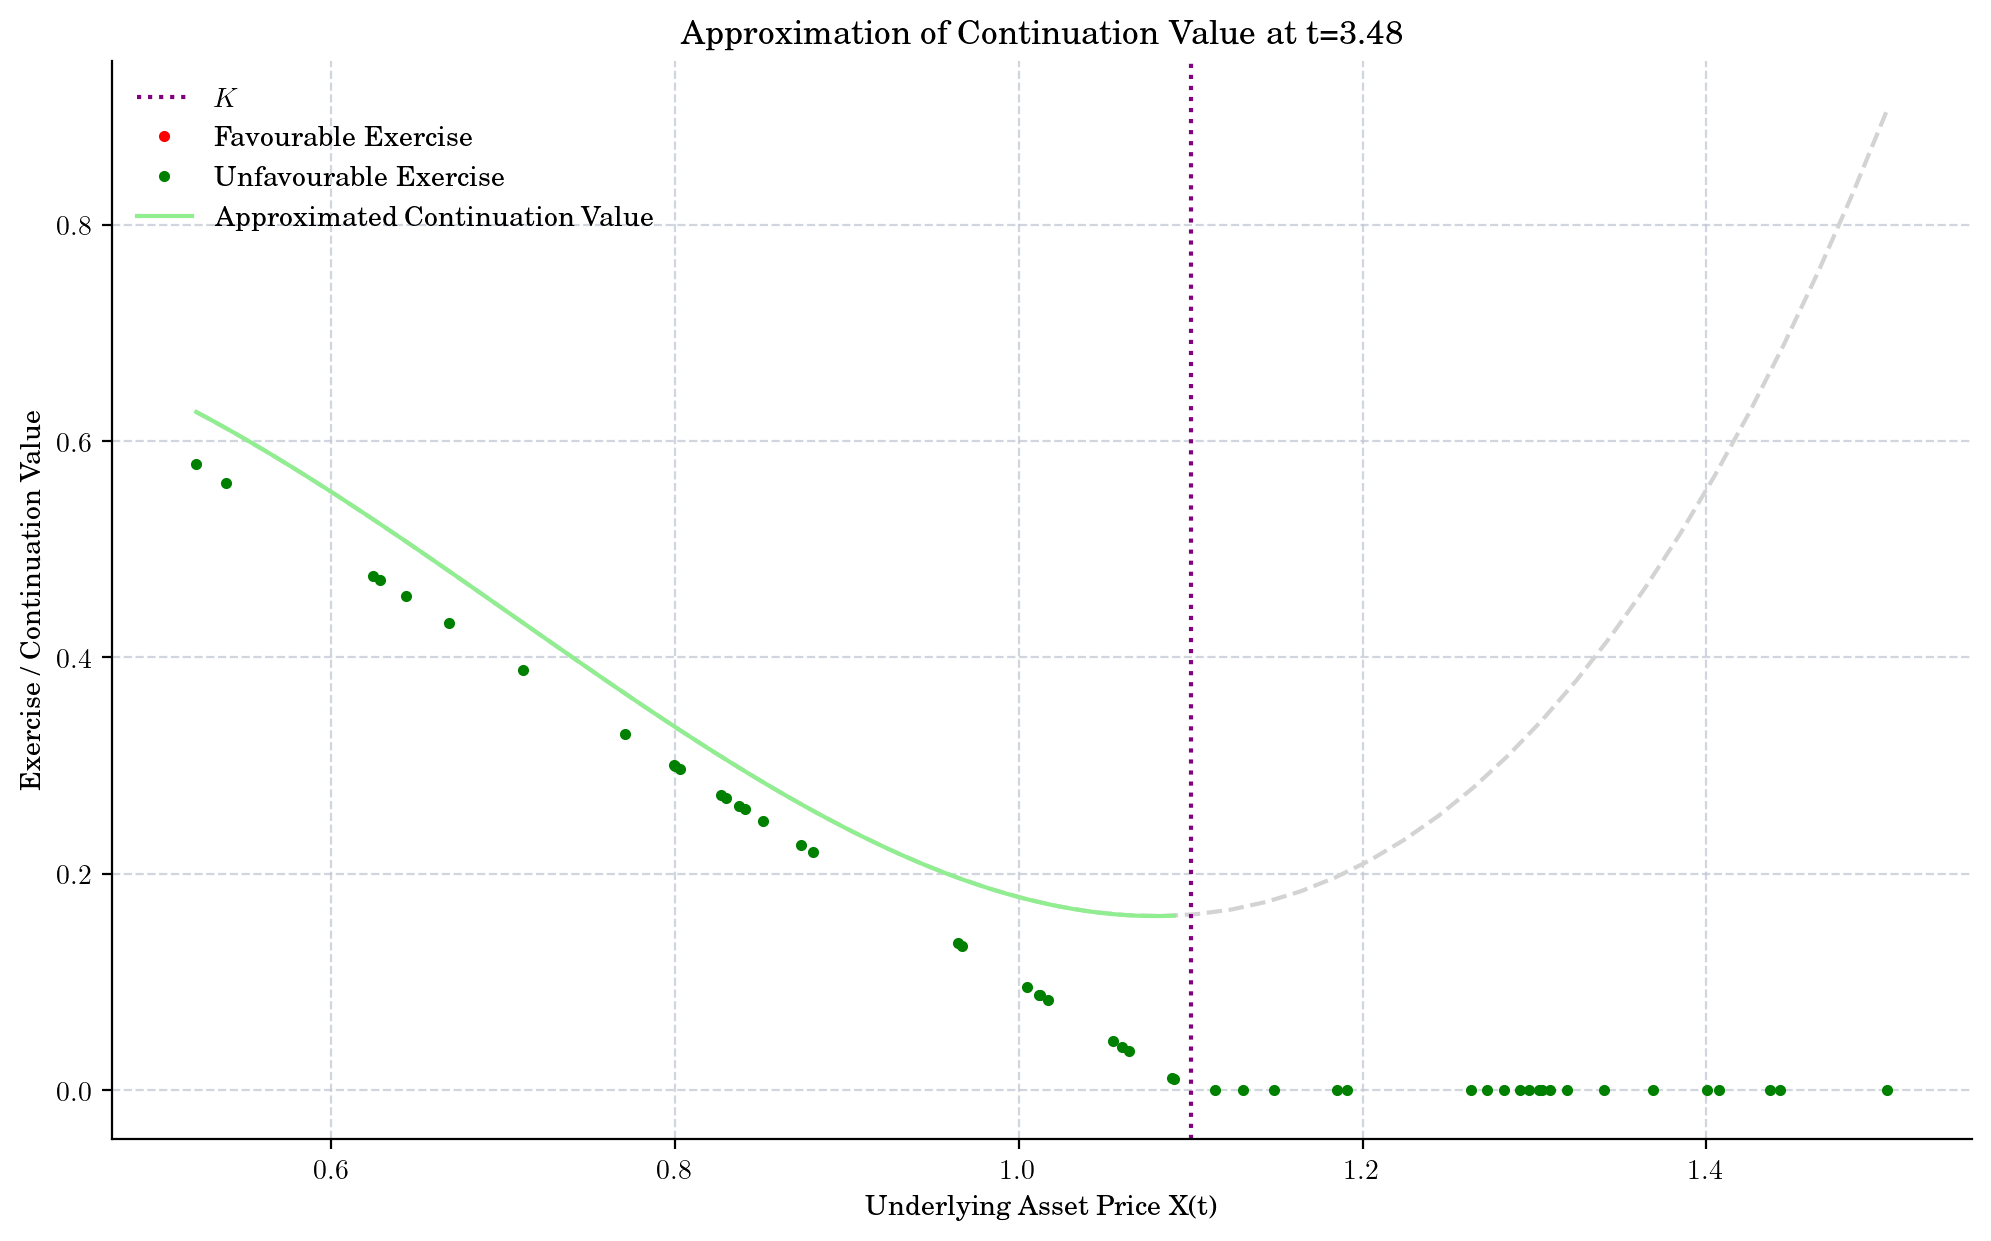 Approximation of Continuation Value at t=3.48
K
Favourable Exercise
Unfavourable Exercise
Approximated Continuation Value
Exercise / Continuation Value
0.8
0.6
0.4
0.2
0.0
0.6 0.8 1.0 1.2 1.4
Underlying Asset Price X(t)